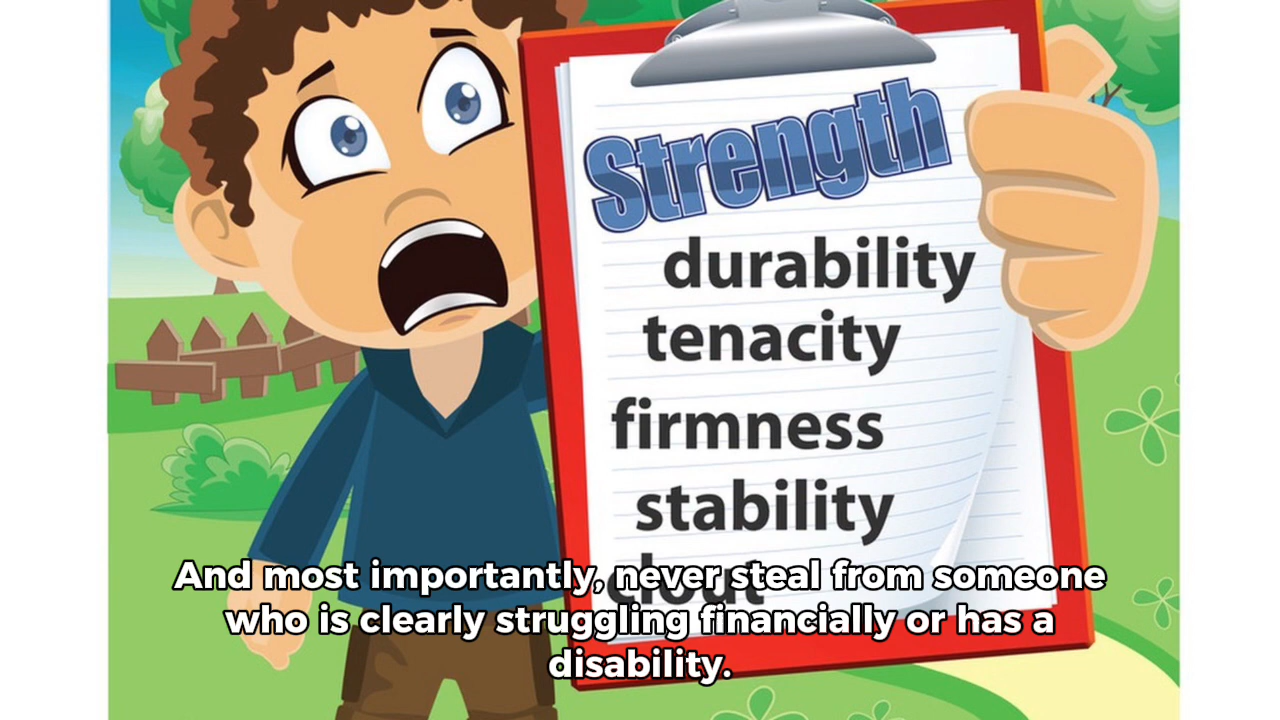 Strength
durability
tenacity
firmness
stability
clout
And most importantly, never steal from someone
who is clearly struggling financially or has a
disability.